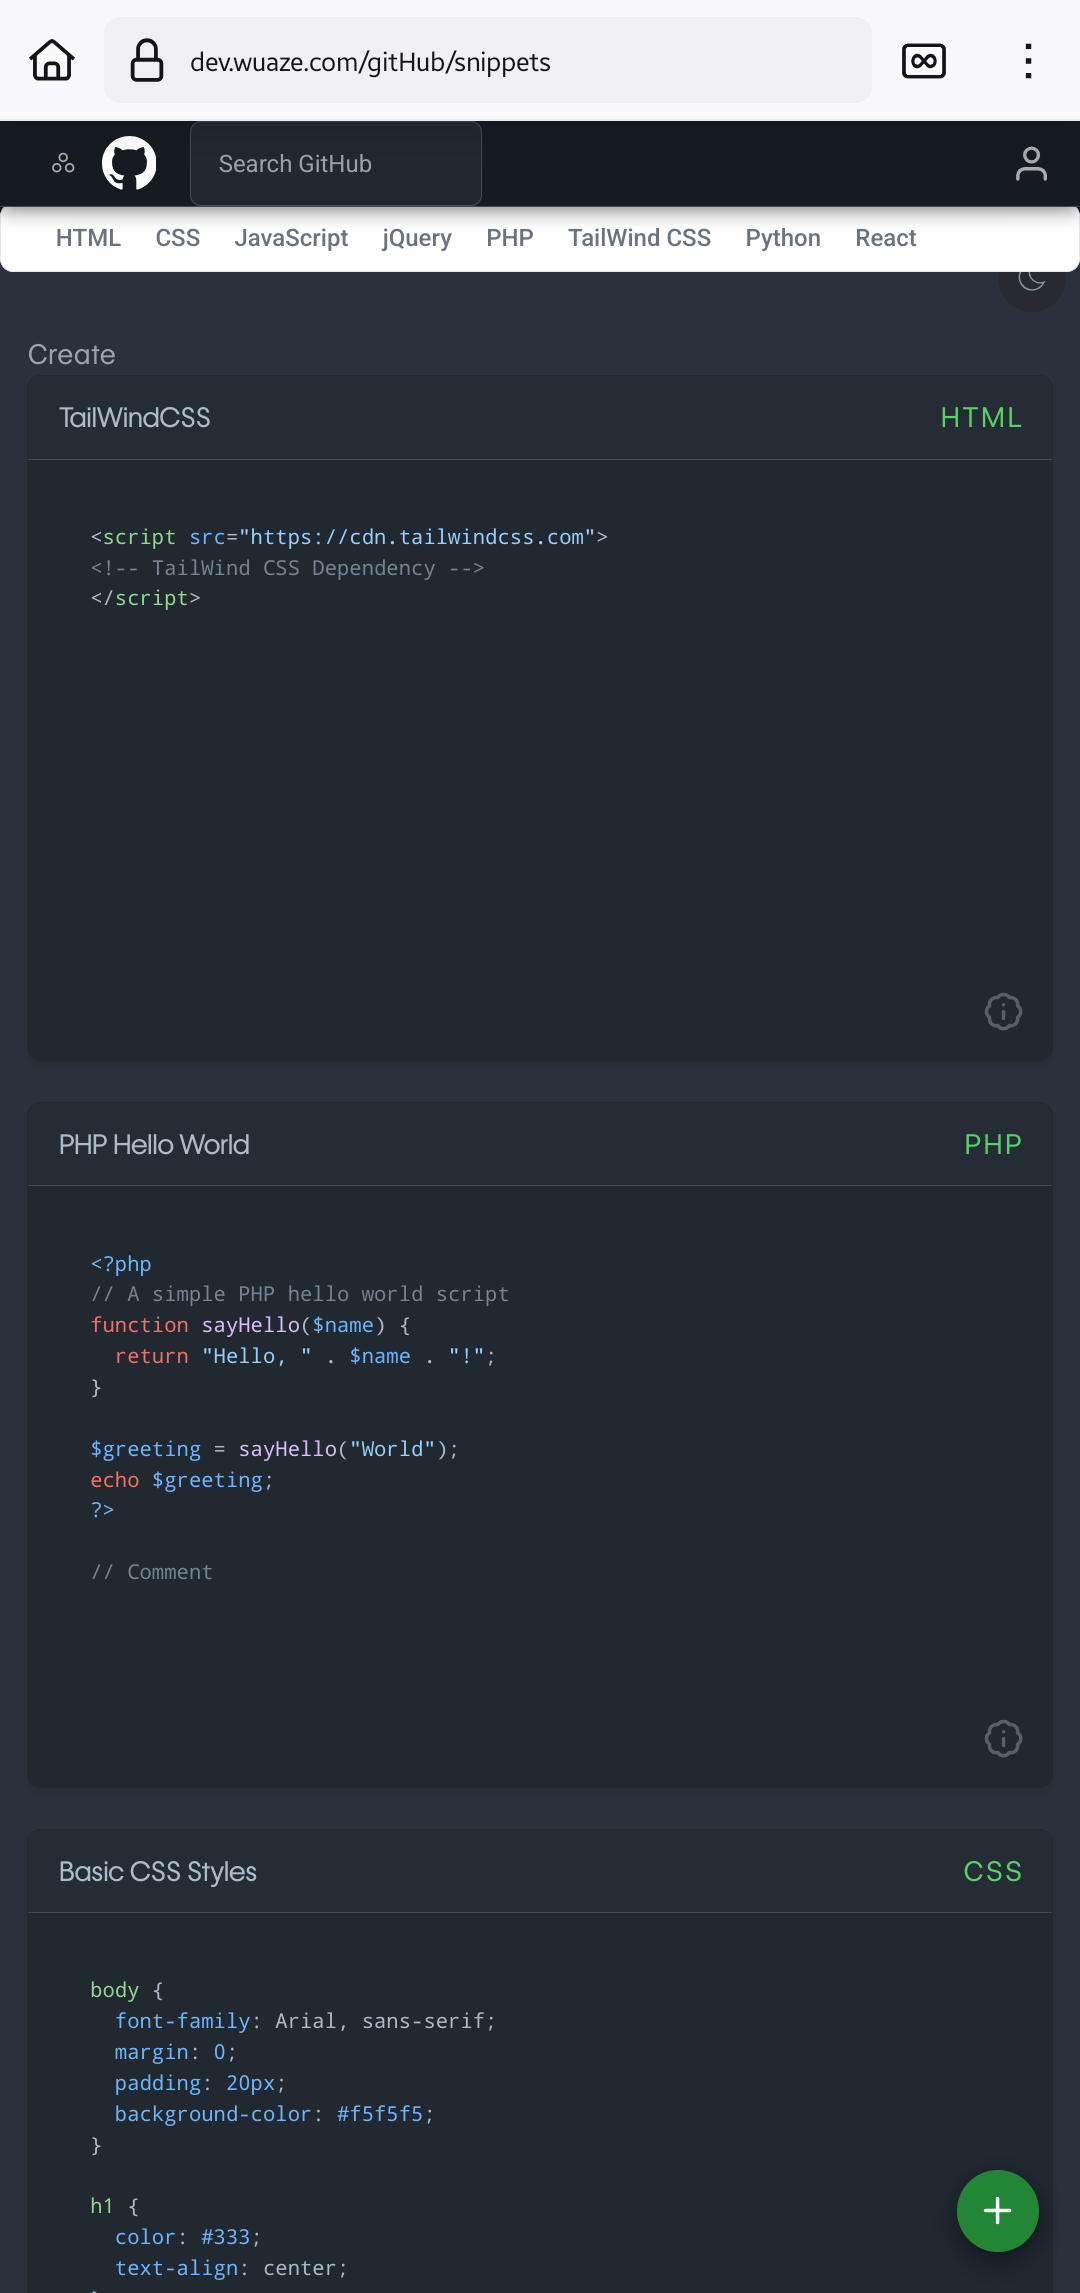 dev.wuaze.com/gitHub/snippets
Search GitHub
HTML CSS JavaScript jQuery PHP TailWind CSS Python React
Create
TailWindCSS HTML
<script src="https://cdn.tailwindcss.com">
<!-- TailWind CSS Dependency -->
</script>
PHP Hello World PHP
<?php
// A simple PHP hello world script
function sayHello($name) {
  return "Hello, " . $name . "!";
}
$greeting = sayHello("World");
echo $greeting;
?>
// Comment
Basic CSS Styles CSS
body {
  font-family: Arial, sans-serif;
  margin: 0;
  padding: 20px;
  background-color: #f5f5f5;
}
h1 {
  color: #333;
  text-align: center;